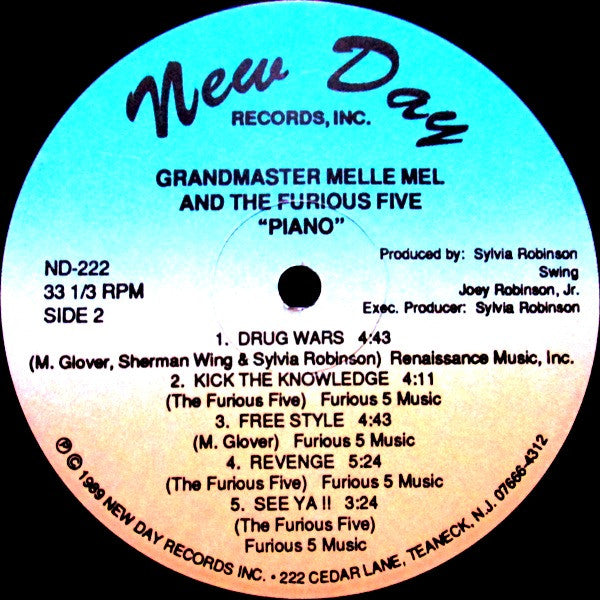 New Day
RECORDS, INC.
GRANDMASTER MELLE MEL
AND THE FURIOUS FIVE
"PIANO"
ND-222
33 1/3 RPM
SIDE 2
Produced by: Sylvia Robinson
Swing
Joey Robinson, Jr.
Exec. Producer: Sylvia Robinson
1. DRUG WARS 4:43
(M. Glover, Sherman Wing & Sylvia Robinson) Renaissance Music, Inc.
2. KICK THE KNOWLEDGE 4:11
(The Furious Five) Furious 5 Music
3. FREE STYLE 4:43
(M. Glover) Furious 5 Music
4. REVENGE 5:24
(The Furious Five) Furious 5 Music
5. SEE YA !! 3:24
(The Furious Five)
Furious 5 Music
℗ © 1989 NEW DAY RECORDS INC. • 222 CEDAR LANE, TEANECK, N.J. 07666-4312